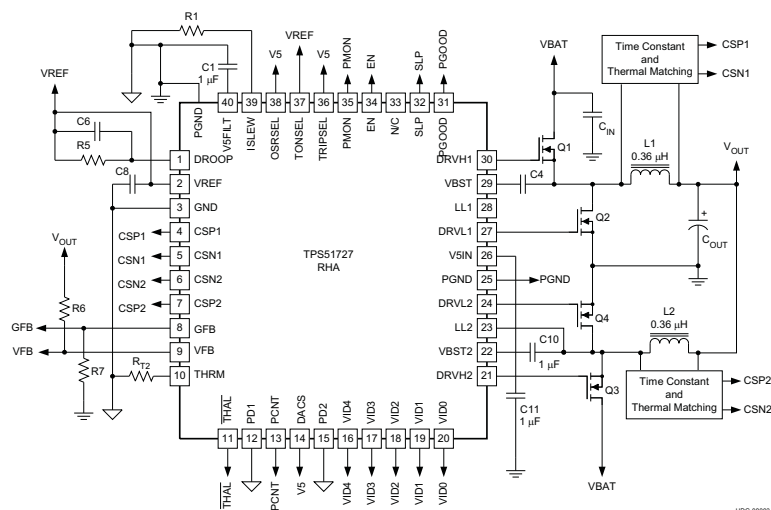 R1
VREF
V5
VREF
V5
PMON
EN
SLP
PGOOD
C1
1 µF
VBAT
Time Constant
and
Thermal Matching
CSP1
CSN1
PGND
40
39
38
37
36
35
34
33
32
31
V5FILT
ISLEW
OSRSEL
TONSEL
TRIPSEL
PMON
EN
N/C
SLP
PGOOD
C6
R5
C8
CIN
Q1
L1
0.36 µH
VOUT
1
DROOP
DRVH1
30
2
VREF
VBST
29
C4
3
GND
LL1
28
4
CSP1
CSP1
DRVL1
27
Q2
COUT
+
5
CSN1
CSN1
V5IN
26
6
CSN2
CSN2
PGND
25
PGND
7
CSP2
CSP2
DRVL2
24
Q4
8
GFB
GFB
LL2
23
9
VFB
VFB
VBST2
22
C10
1 µF
10
THRM
DRVH2
21
Q3
TPS51727
RHA
VOUT
R6
R7
RT2
L2
0.36 µH
Time Constant
and
Thermal Matching
CSP2
CSN2
C11
1 µF
VBAT
THAL
PD1
PCNT
DACS
PD2
VID4
VID3
VID2
VID1
VID0
11
12
13
14
15
16
17
18
19
20
THAL
PCNT
V5
VID4
VID3
VID2
VID1
VID0